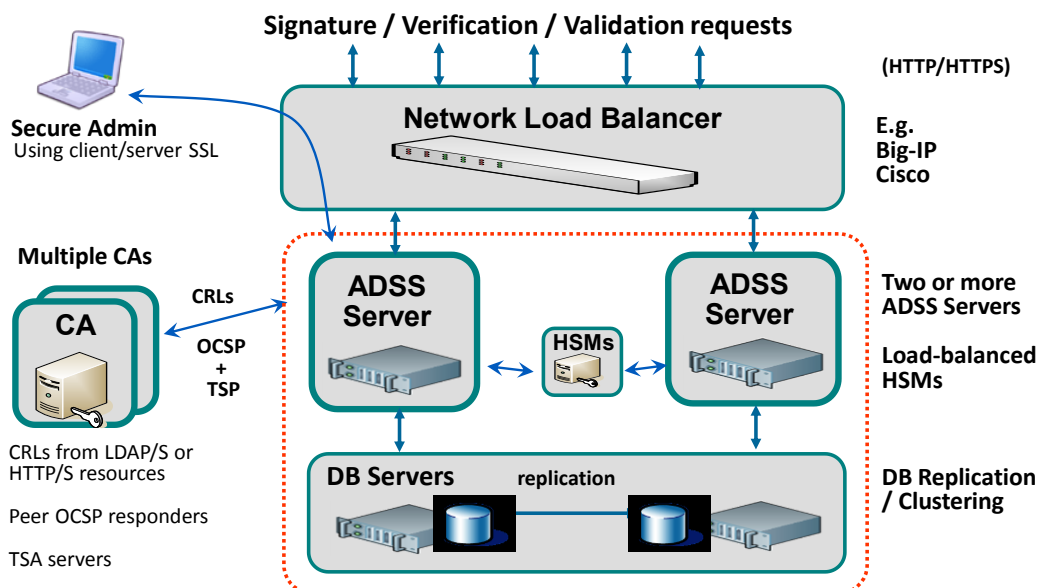 Signature / Verification / Validation requests
(HTTP/HTTPS)
Network Load Balancer
E.g.
Big-IP
Cisco
Secure Admin
Using client/server SSL
Multiple CAs
CA
CRLs
OCSP
+
TSP
CRLs from LDAP/S or
HTTP/S resources
Peer OCSP responders
TSA servers
ADSS
Server
HSMs
ADSS
Server
Two or more
ADSS Servers
Load-balanced
HSMs
DB Servers
replication
DB Replication
/ Clustering